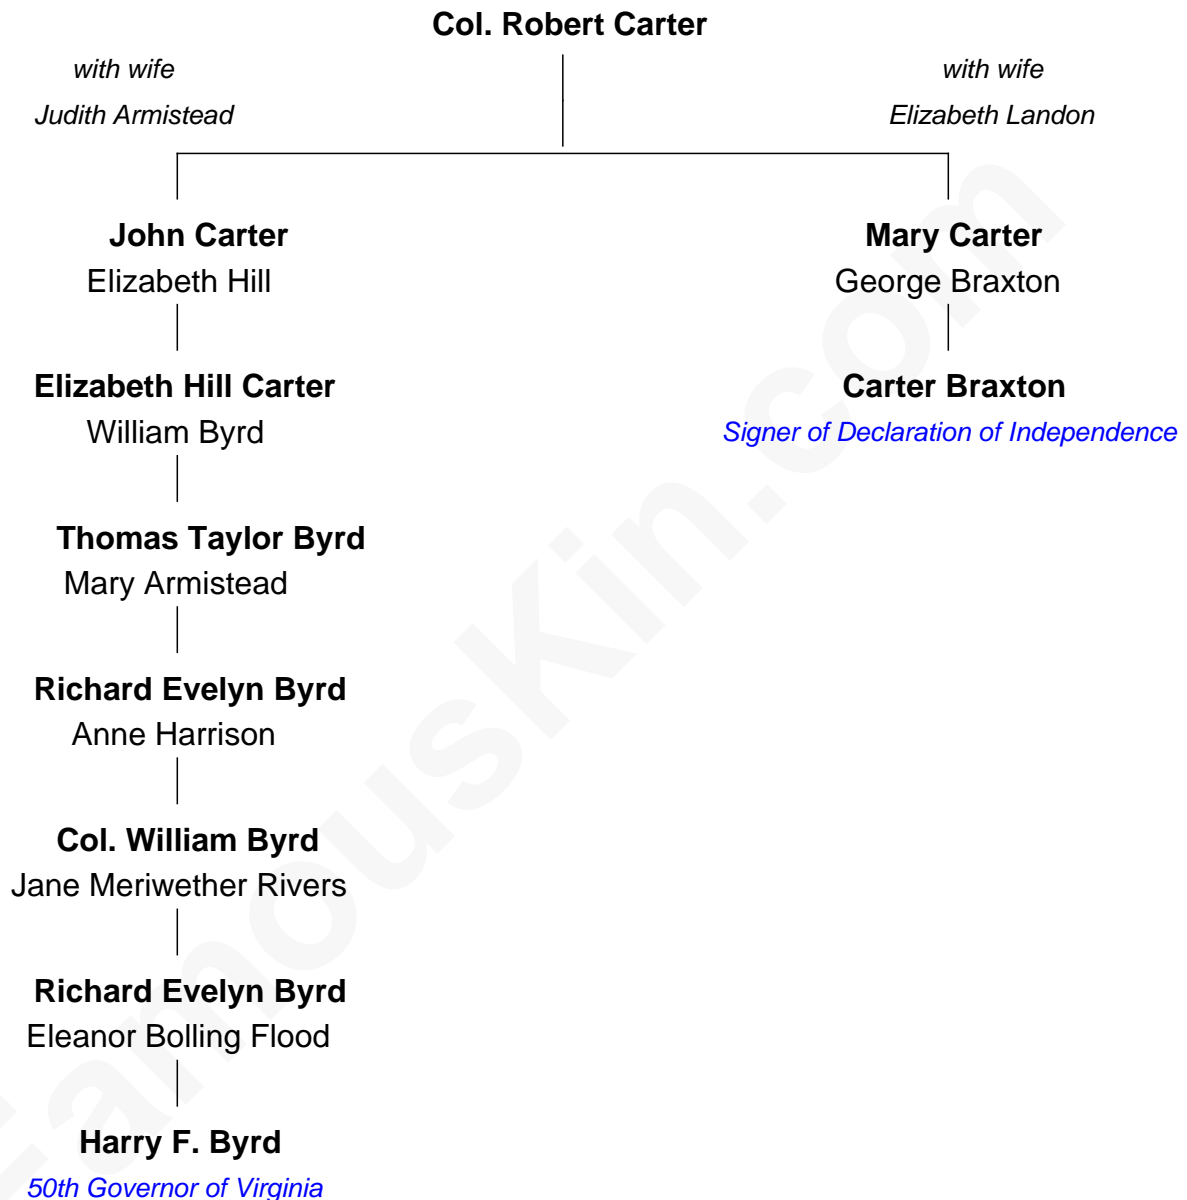 Col. Robert Carter
with wife
Judith Armistead
with wife
Elizabeth Landon
John Carter
Elizabeth Hill
Mary Carter
George Braxton
Elizabeth Hill Carter
William Byrd
Carter Braxton
Signer of Declaration of Independence
Thomas Taylor Byrd
Mary Armistead
Richard Evelyn Byrd
Anne Harrison
Col. William Byrd
Jane Meriwether Rivers
Richard Evelyn Byrd
Eleanor Bolling Flood
Harry F. Byrd
50th Governor of Virginia
FamousKin.com